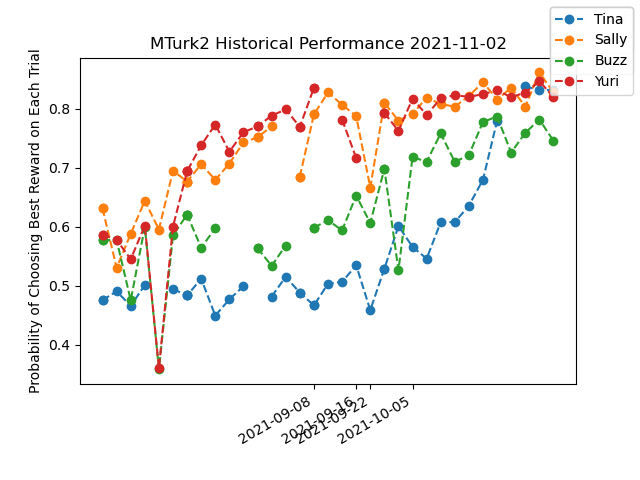 MTurk2 Historical Performance 2021-11-02
Tina
Sally
Buzz
Yuri
Probability of Choosing Best Reward on Each Trial
0.8
0.7
0.6
0.5
0.4
2021-09-08
2021-09-16
2021-09-22
2021-10-05